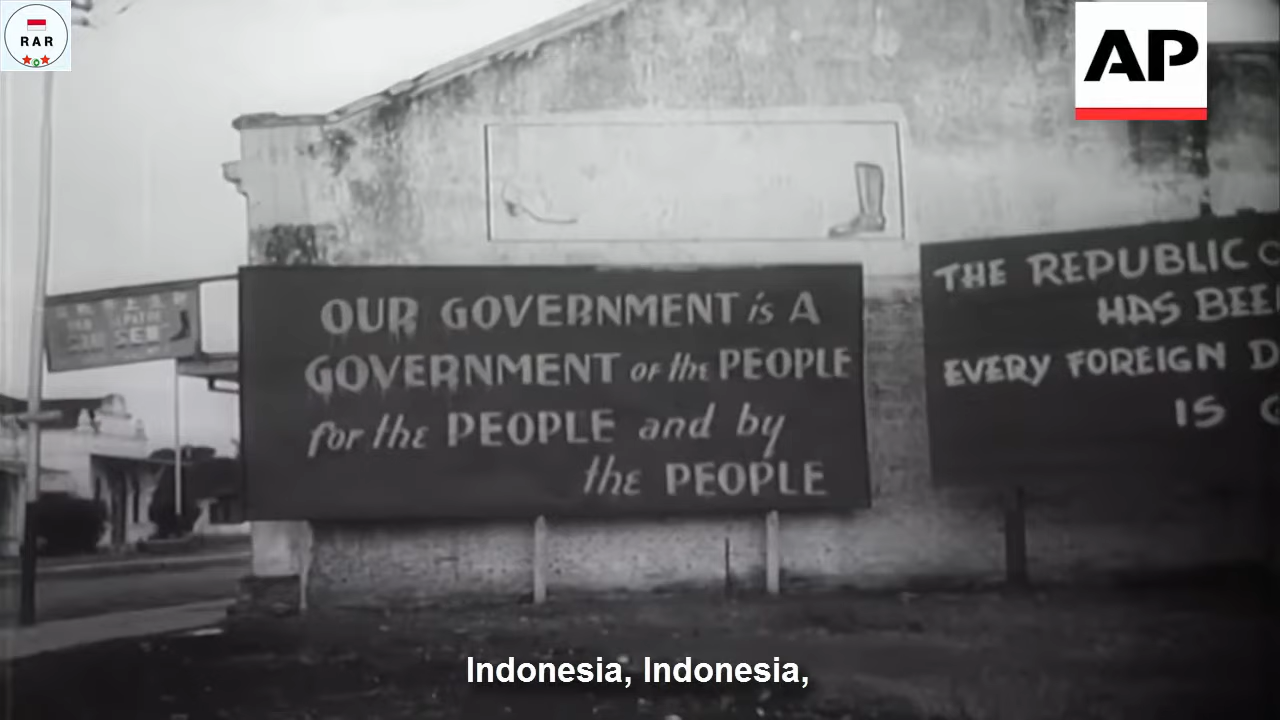 RAR
AP
OUR GOVERNMENT is A
GOVERNMENT OF the PEOPLE
for the PEOPLE and by
the PEOPLE
THE REPUBLIC
HAS
EVERY FOREIGN
IS
Indonesia, Indonesia,